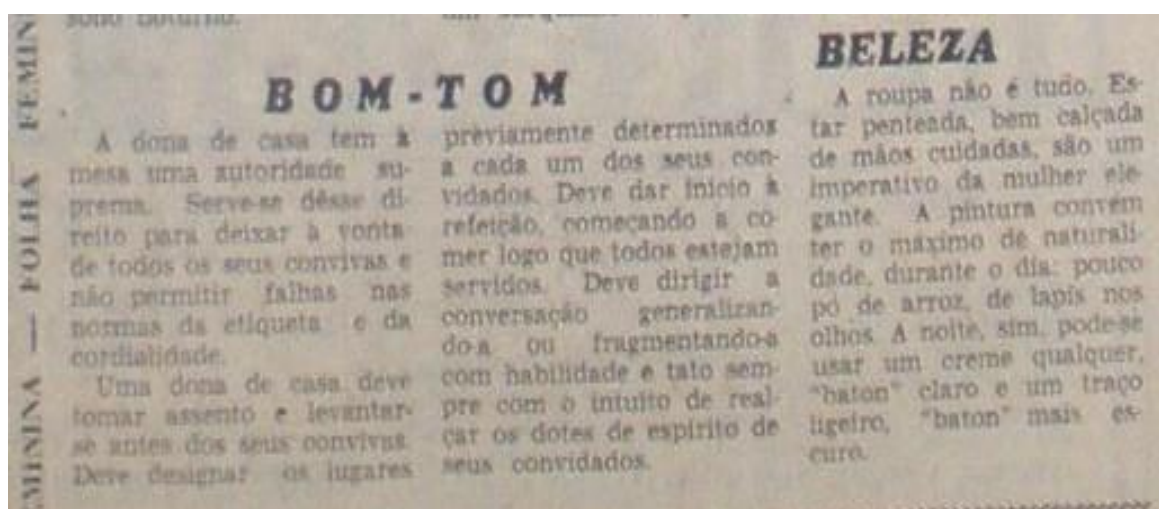 FEMININA — FOLHA FEMIN
sono noturno.
BOM-TOM
A dona de casa tem à
mesa uma autoridade su-
prema. Serve-se dêsse di-
reito para deixar à vonta-
de todos os seus convivas e
não permitir falhas nas
normas da etiqueta e da
cordialidade.
Uma dona de casa deve
tomar assento e levantar-
se antes dos seus convivas.
Deve designar os lugares
prèviamente determinados
a cada um dos seus con-
vidados. Deve dar início à
refeição, começando a co-
mer logo que todos estejam
servidos. Deve dirigir a
conversação generalizan-
do-a ou fragmentando-a
com habilidade e tato sem-
pre com o intuito de real-
çar os dotes de espírito de
seus convidados.
BELEZA
A roupa não é tudo. Es-
tar penteada, bem calçada
de mãos cuidadas, são um
imperativo da mulher ele-
gante. A pintura convém
ter o máximo de naturali-
dade, durante o dia: pouco
pó de arroz, de lapis nos
olhos. A noite, sim, pode-se
usar um creme qualquer,
"baton" claro e um traço
ligeiro, "baton" mais es-
curo.